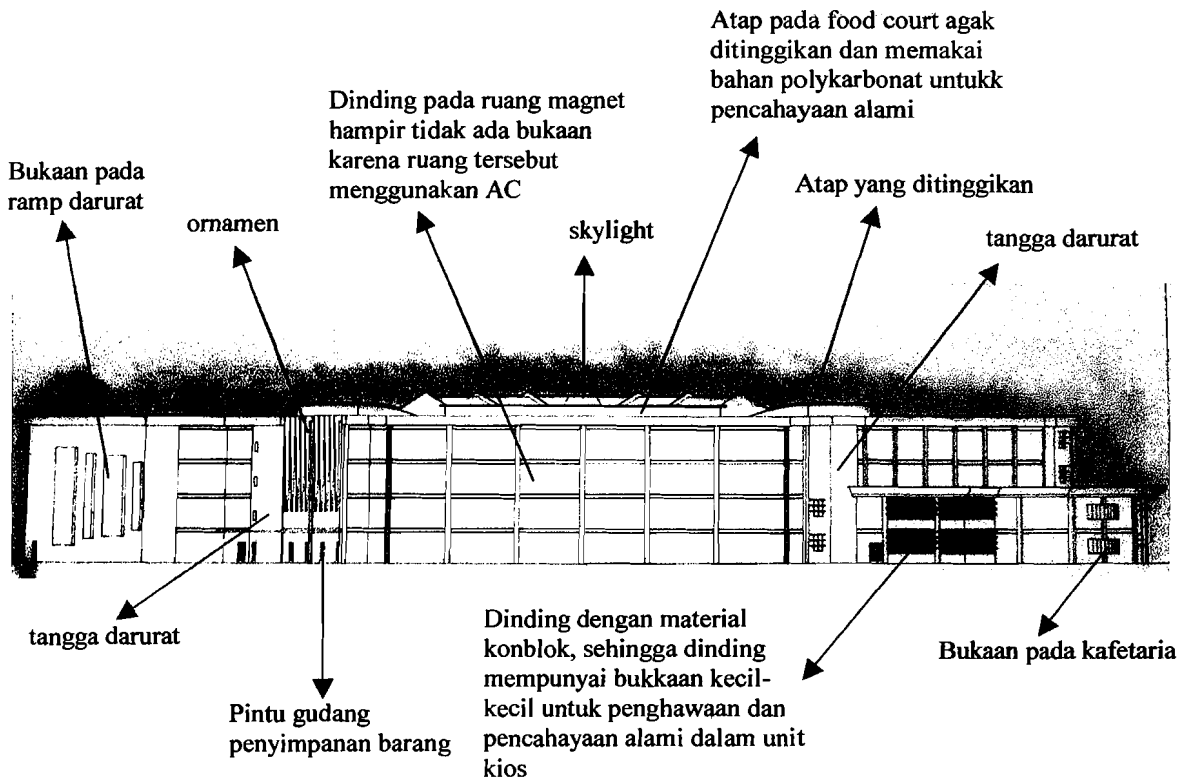 Atap pada food court agak
ditinggikan dan memakai
bahan polykarbonat untukk
pencahayaan alami
Dinding pada ruang magnet
hampir tidak ada bukaan
karena ruang tersebut
menggunakan AC
Bukaan pada
ramp darurat
ornamen
skylight
Atap yang ditinggikan
tangga darurat
tangga darurat
Pintu gudang
penyimpanan barang
Dinding dengan material
konblok, sehingga dinding
mempunyai bukkaan kecil-
kecil untuk penghawaan dan
pencahayaan alami dalam unit
kios
Bukaan pada kafetaria